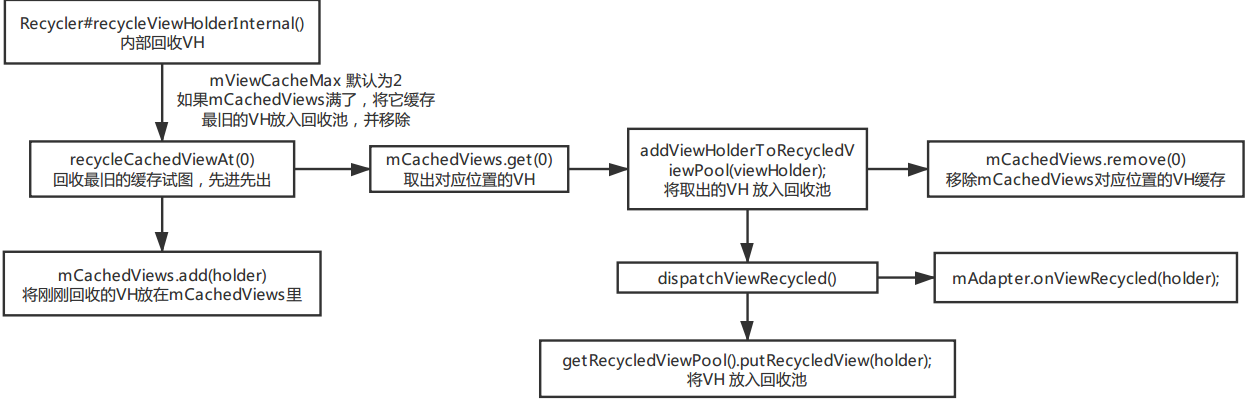 Recycler#recycleViewHolderInternal()
内部回收VH
mViewCacheMax 默认为2
如果mCachedViews满了，将它缓存
最旧的VH放入回收池，并移除
recycleCachedViewAt(0)
回收最旧的缓存试图，先进先出
mCachedViews.get(0)
取出对应位置的VH
addViewHolderToRecycledV
iewPool(viewHolder);
将取出的VH 放入回收池
mCachedViews.remove(0)
移除mCachedViews对应位置的VH缓存
mCachedViews.add(holder)
将刚刚回收的VH放在mCachedViews里
dispatchViewRecycled()
mAdapter.onViewRecycled(holder);
getRecycledViewPool().putRecycledView(holder);
将VH 放入回收池